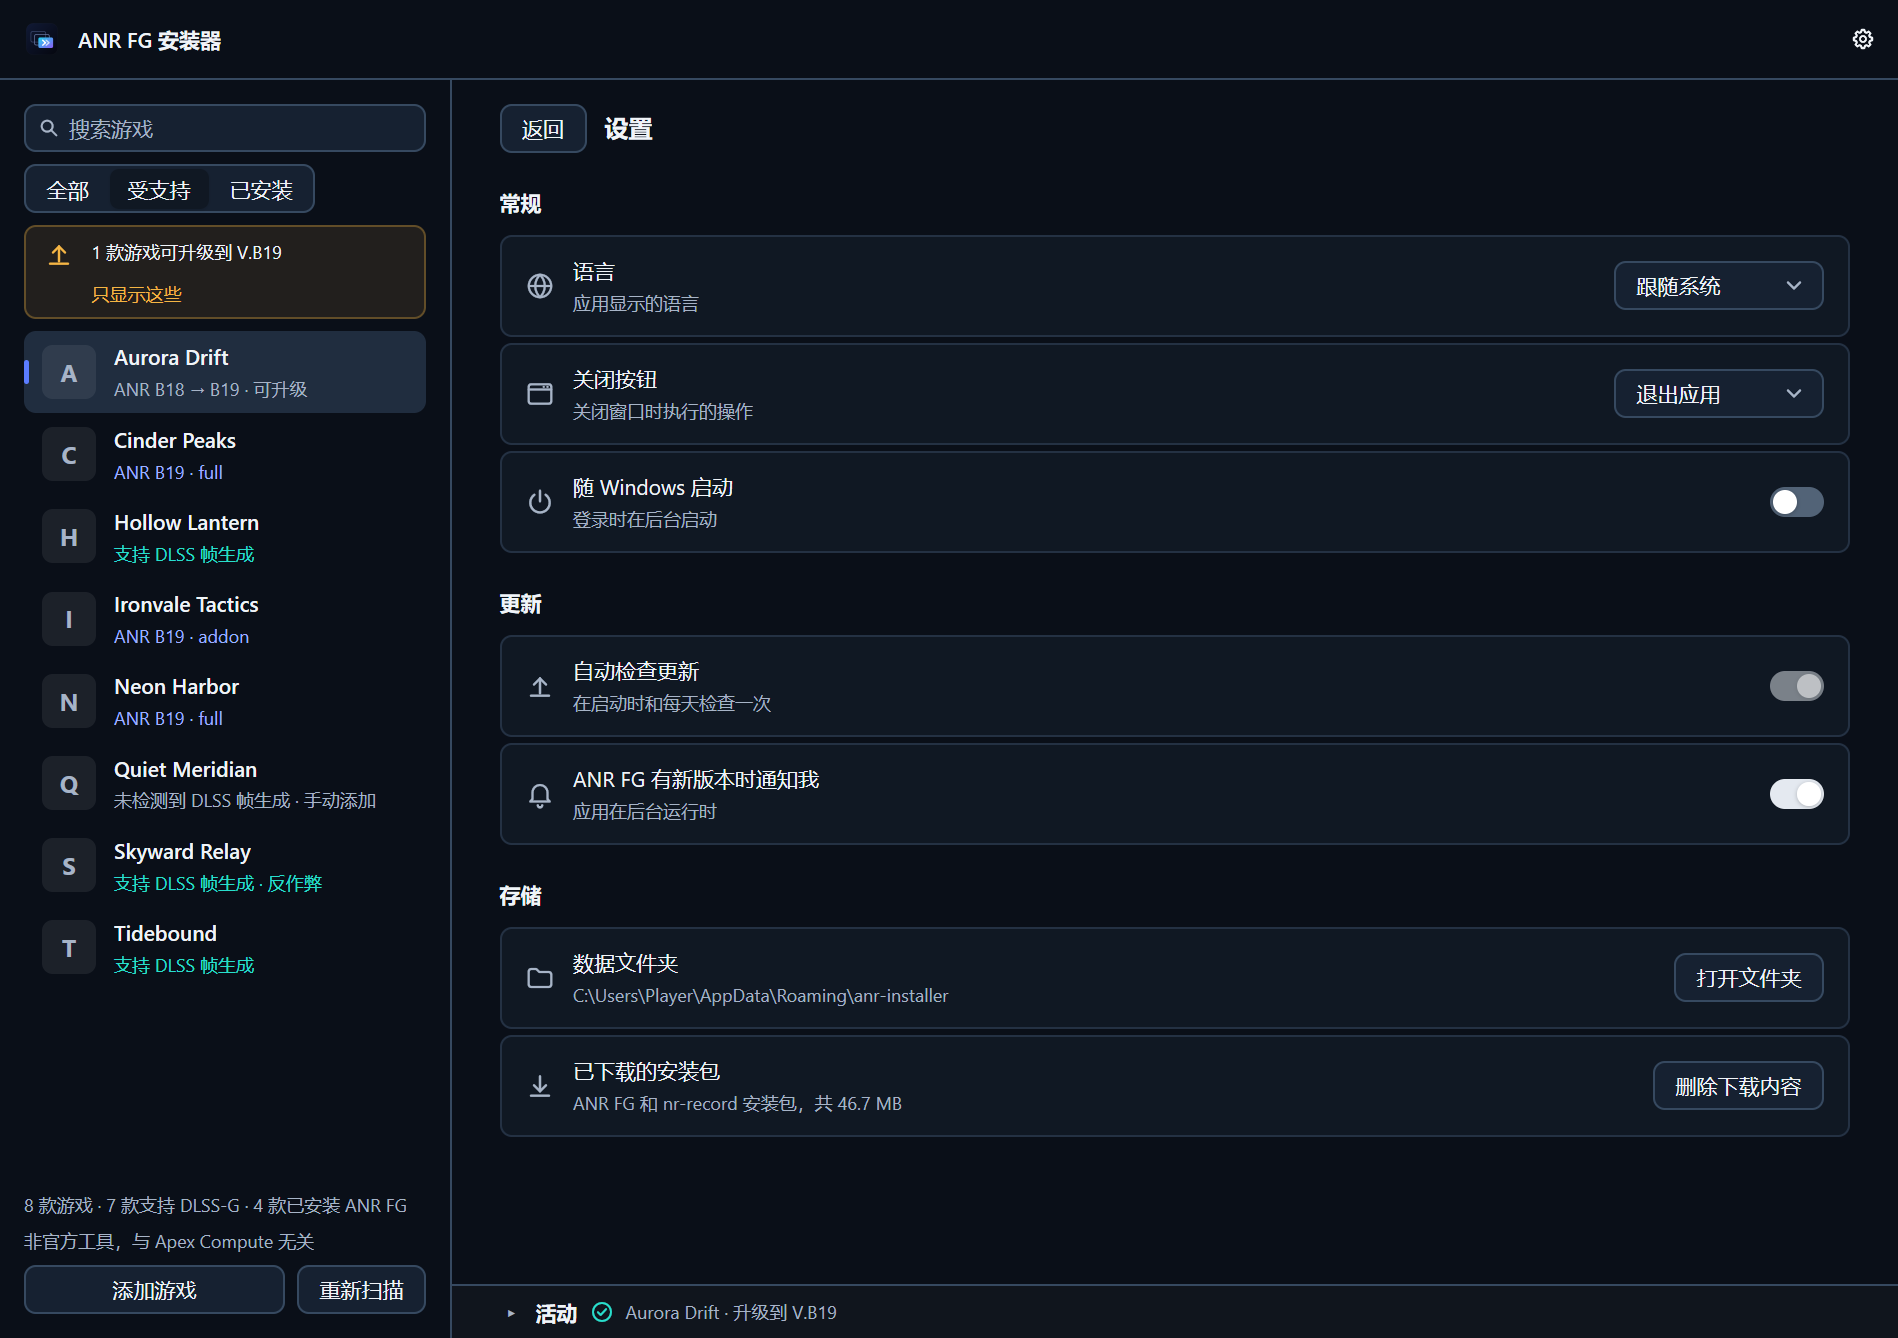 ANR FG 安装器
搜索游戏
全部 受支持 已安装
1 款游戏可升级到 V.B19
只显示这些
A
Aurora Drift
ANR B18 → B19 · 可升级
C
Cinder Peaks
ANR B19 · full
H
Hollow Lantern
支持 DLSS 帧生成
I
Ironvale Tactics
ANR B19 · addon
N
Neon Harbor
ANR B19 · full
Q
Quiet Meridian
未检测到 DLSS 帧生成 · 手动添加
S
Skyward Relay
支持 DLSS 帧生成 · 反作弊
T
Tidebound
支持 DLSS 帧生成
8 款游戏 · 7 款支持 DLSS-G · 4 款已安装 ANR FG
非官方工具，与 Apex Compute 无关
添加游戏 重新扫描
返回 设置
常规
语言
应用显示的语言
跟随系统
关闭按钮
关闭窗口时执行的操作
退出应用
随 Windows 启动
登录时在后台启动
更新
自动检查更新
在启动时和每天检查一次
ANR FG 有新版本时通知我
应用在后台运行时
存储
数据文件夹
C:\Users\Player\AppData\Roaming\anr-installer
打开文件夹
已下载的安装包
ANR FG 和 nr-record 安装包，共 46.7 MB
删除下载内容
活动 Aurora Drift · 升级到 V.B19